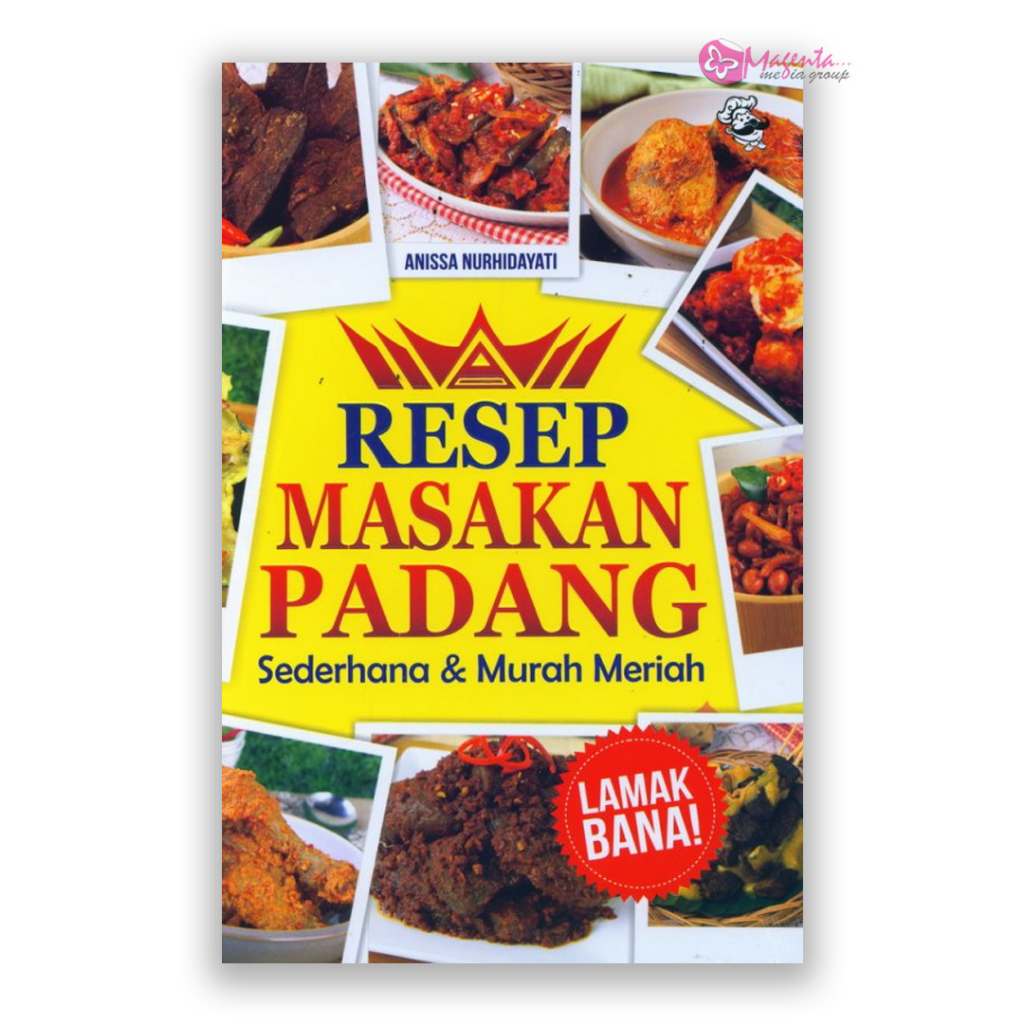 Magenta...
media group
ANISSA NURHIDAYATI
RESEP
MASAKAN
PADANG
Sederhana & Murah Meriah
LAMAK
BANA!